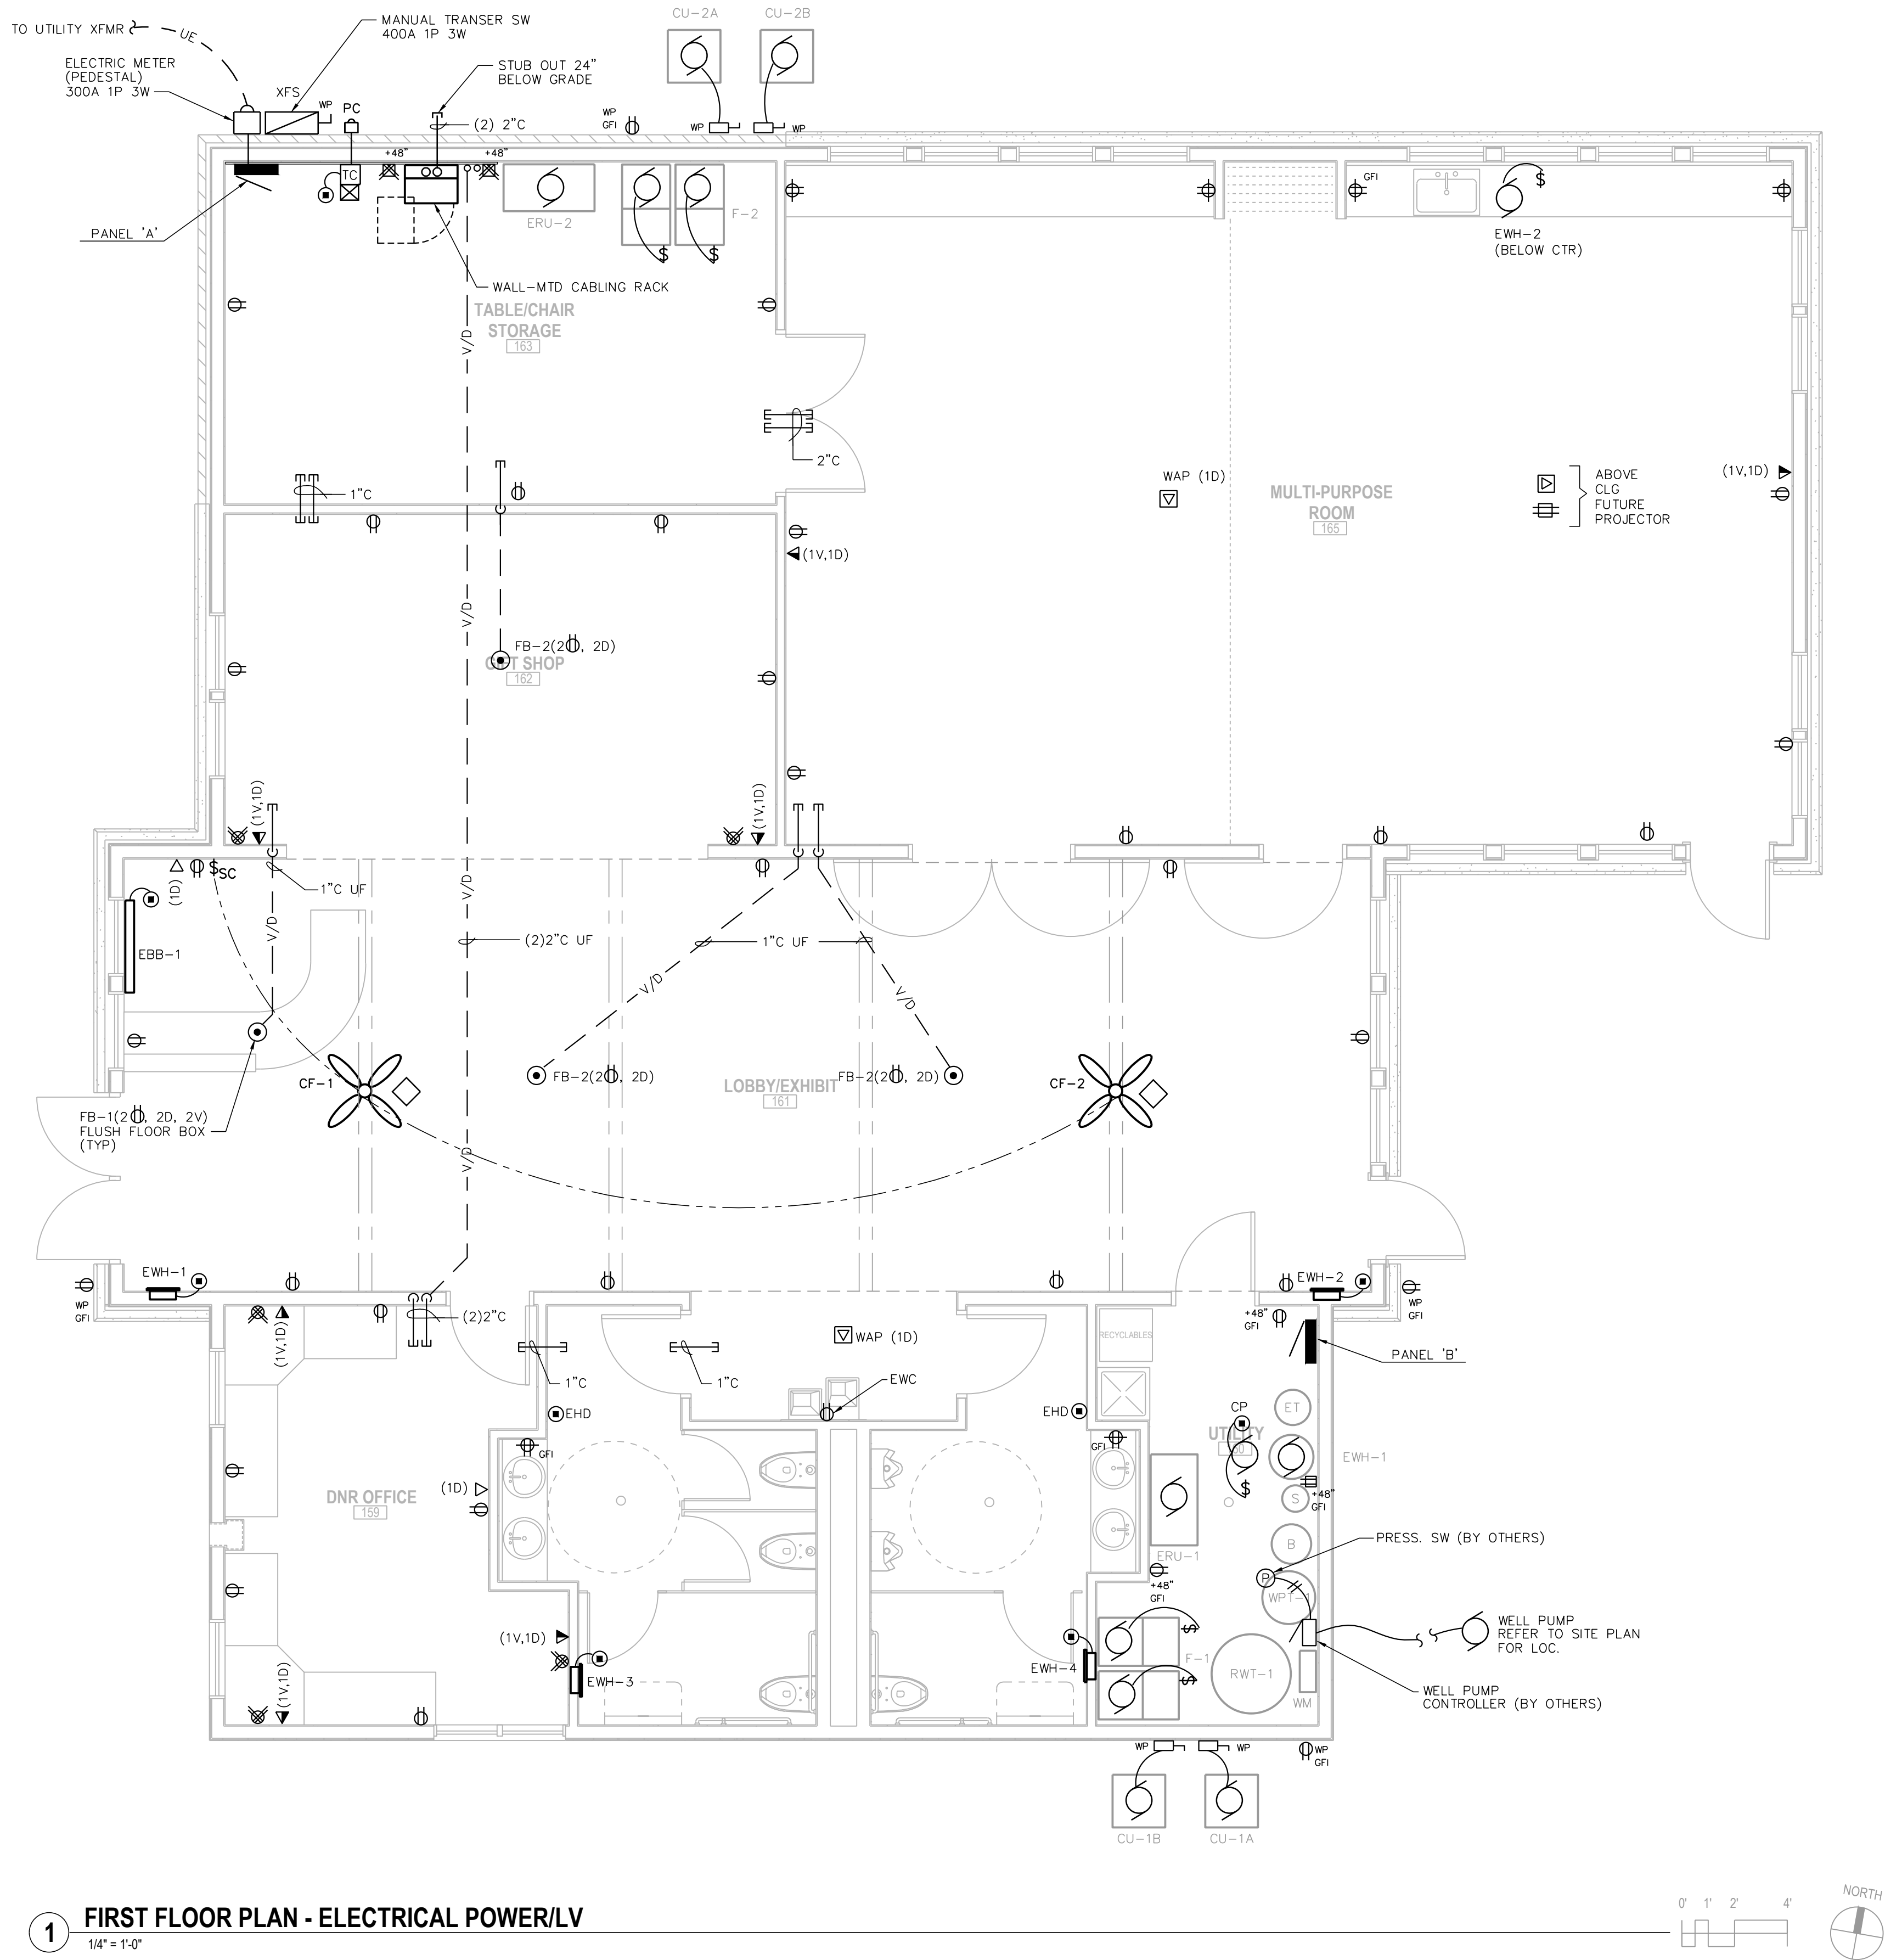 TO UTILITY XFMR
UE
MANUAL TRANSER SW
400A 1P 3W
CU-2A
CU-2B
ELECTRIC METER
(PEDESTAL)
300A 1P 3W
STUB OUT 24"
BELOW GRADE
XFS
WP
PC
(2) 2"C
WP
GFI
WP
WP
+48"
+48"
TC
GFI
ERU-2
F-2
$
PANEL 'A'
EWH-2
(BELOW CTR)
$
$
WALL-MTD CABLING RACK
TABLE/CHAIR
STORAGE
163
V/D
2"C
WAP (1D)
(1V,1D)
ABOVE
CLG
FUTURE
PROJECTOR
MULTI-PURPOSE
ROOM
165
1"C
(1V,1D)
V/D
FB-2(2 , 2D)
SHOP
162
(1V,1D)
(1V,1D)
(1D)
$SC
1"C UF
V/D
V/D
EBB-1
(2)2"C UF
1"C UF
V/D
V/D
CF-1
FB-2(2 , 2D)
FB-2(2 , 2D)
CF-2
LOBBY/EXHIBIT
161
FB-1(2 , 2D, 2V)
FLUSH FLOOR BOX
(TYP)
V/D
EWH-1
EWH-2
WP
GFI
WP
GFI
(1V,1D)
(2)2"C
+48"
GFI
WAP (1D)
RECYCLABLES
PANEL 'B'
1"C
1"C
EWC
EHD
EHD
CP
ET
GFI
GFI
UTILITY
EWH-1
(1D)
DNR OFFICE
159
$
S
+48"
GFI
PRESS. SW (BY OTHERS)
B
ERU-1
P
+48"
GFI
WPT-1
WELL PUMP
REFER TO SITE PLAN
FOR LOC.
(1V,1D)
$
F-1
EWH-3
EWH-4
RWT-1
$
WM
WELL PUMP
CONTROLLER (BY OTHERS)
(1V,1D)
WP
WP
WP
GFI
CU-1B
CU-1A
1
FIRST FLOOR PLAN - ELECTRICAL POWER/LV
1/4" = 1'-0"
0' 1' 2' 4'
NORTH